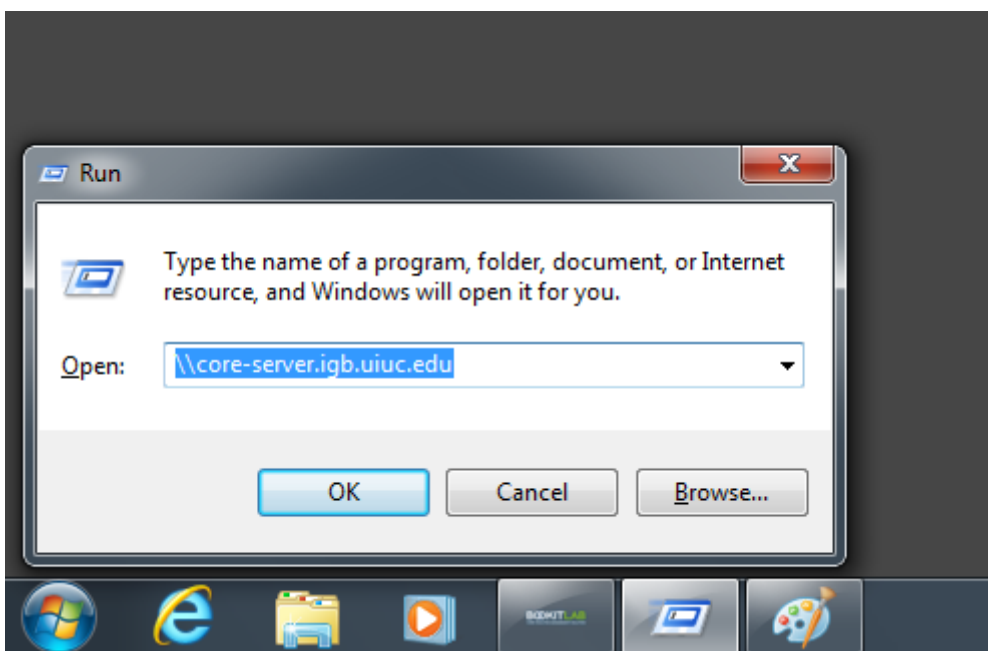 Run
Type the name of a program, folder, document, or Internet
resource, and Windows will open it for you.
Open: \\core-server.igb.uiuc.edu
OK Cancel Browse...
BOOKITLAB